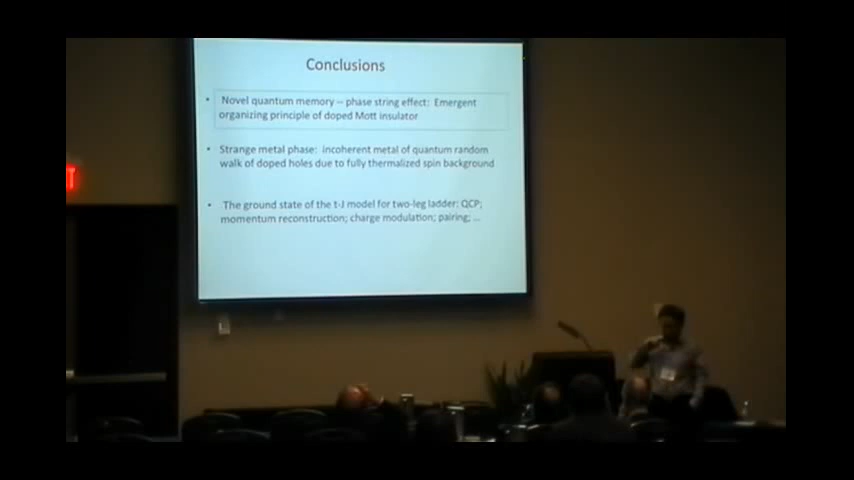 Conclusions
• Novel quantum memory -- phase string effect: Emergent
organizing principle of doped Mott insulator
• Strange metal phase: incoherent metal of quantum random
walk of doped holes due to fully thermalized spin background
• The ground state of the t-J model for two-leg ladder: QCP;
momentum reconstruction; charge modulation; pairing; ...